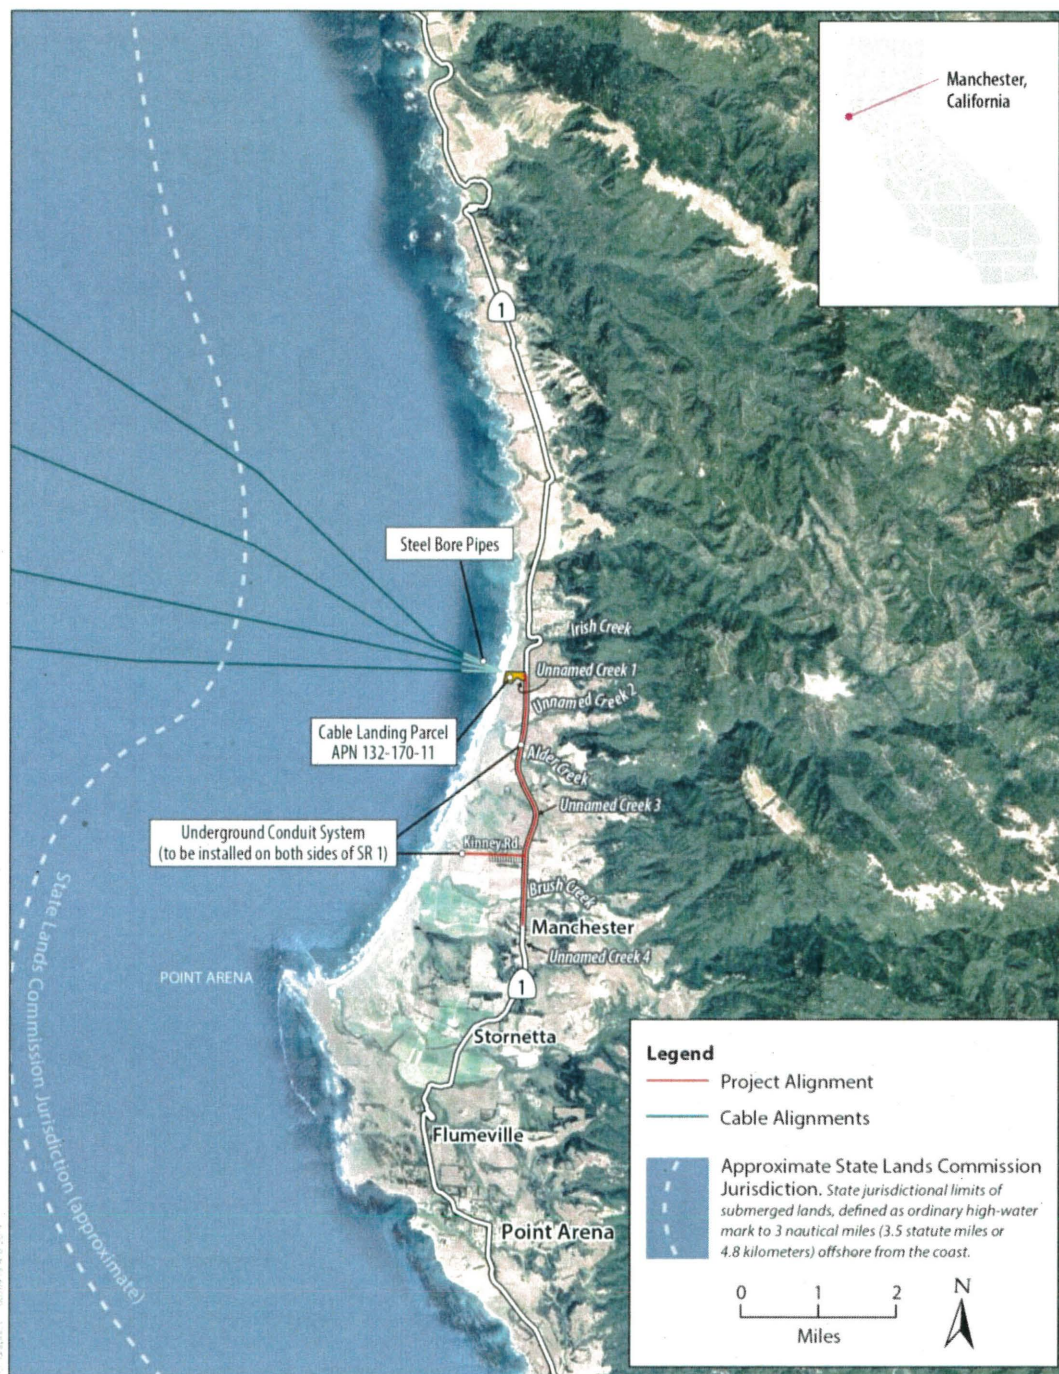 Manchester,
California
1
Steel Bore Pipes
Irish Creek
Unnamed Creek 1
Unnamed Creek 2
Cable Landing Parcel
APN 132-170-11
Alder Creek
Unnamed Creek 3
Underground Conduit System
(to be installed on both sides of SR 1)
Kinney Rd
Brush Creek
Manchester
Unnamed Creek 4
State Lands Commission Jurisdiction (approximate)
POINT ARENA
1
Stornetta
Flumeville
Point Arena
Legend
Project Alignment
Cable Alignments
Approximate State Lands Commission
Jurisdiction. State jurisdictional limits of
submerged lands, defined as ordinary high-water
mark to 3 nautical miles (3.5 statute miles or
4.8 kilometers) offshore from the coast.
0 1 2
Miles
N